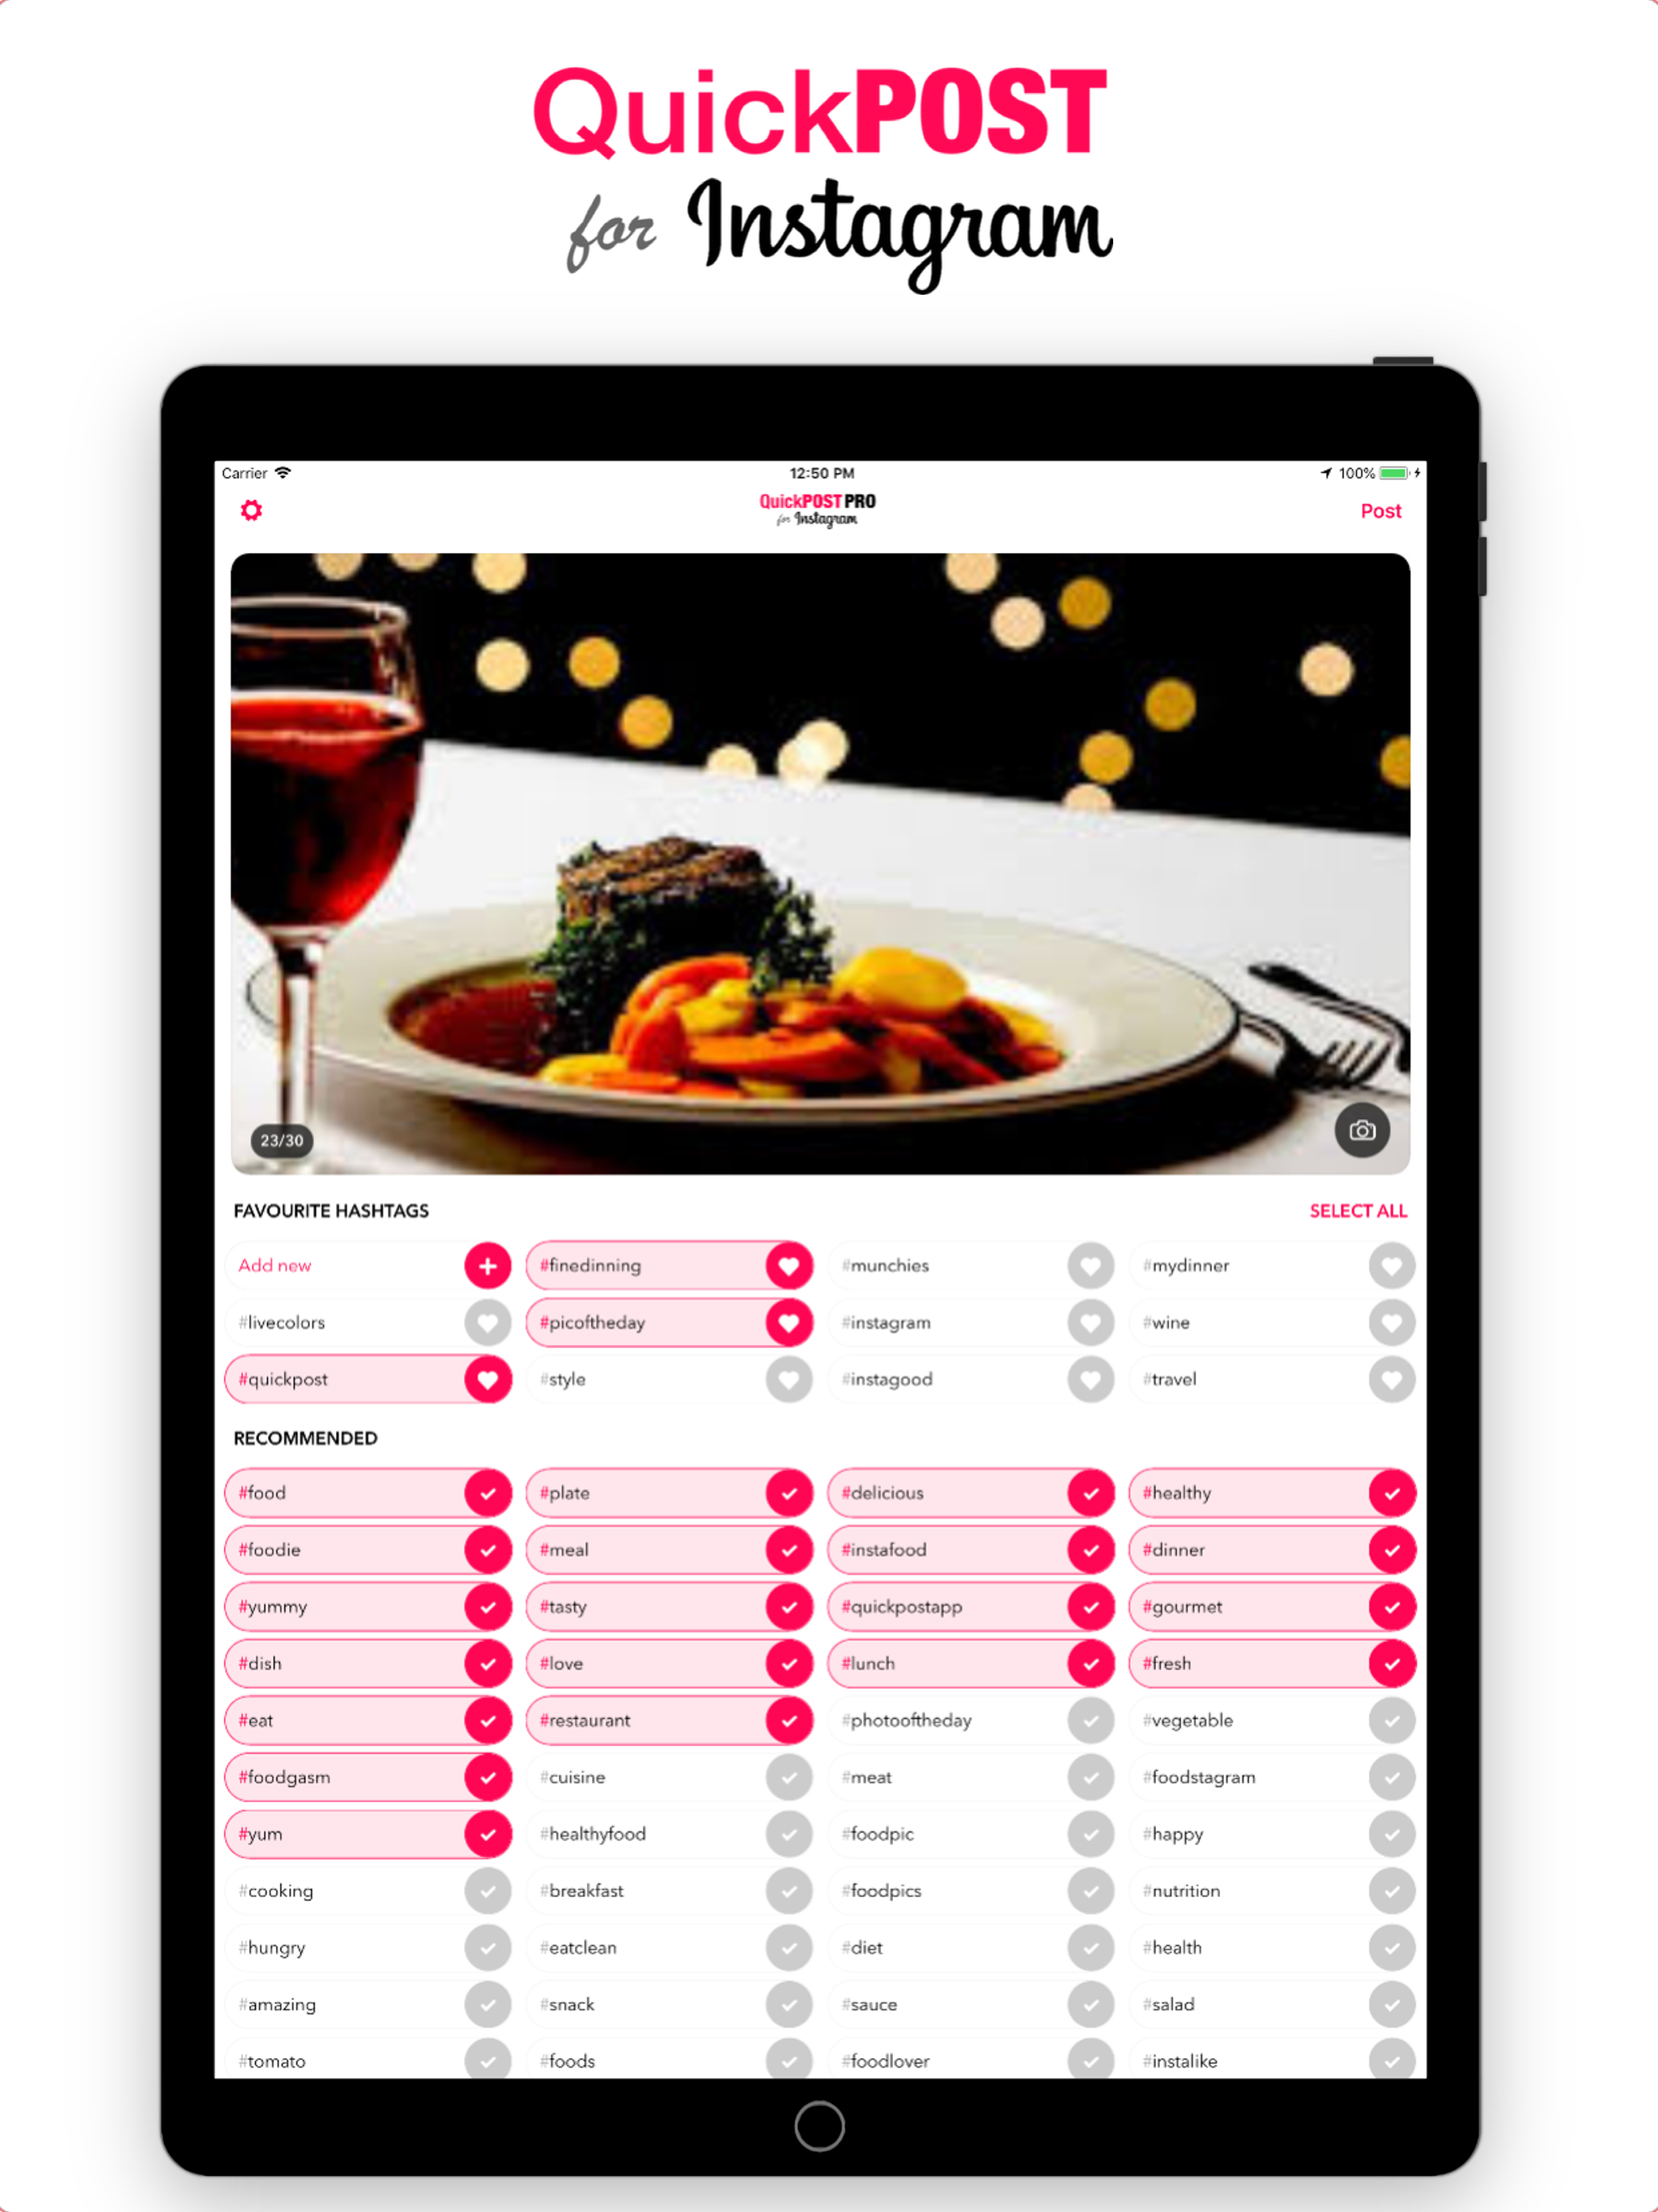 QuickPOST
for Instagram
Carrier 12:50 PM 100%
QuickPOST PRO
for Instagram
Post
23/30
FAVOURITE HASHTAGS SELECT ALL
Add new #finedinning #munchies #mydinner
#livecolors #picoftheday #instagram #wine
#quickpost #style #instagood #travel
RECOMMENDED
#food #plate #delicious #healthy
#foodie #meal #instafood #dinner
#yummy #tasty #quickpostapp #gourmet
#dish #love #lunch #fresh
#eat #restaurant #photooftheday #vegetable
#foodgasm #cuisine #meat #foodstagram
#yum #healthyfood #foodpic #happy
#cooking #breakfast #foodpics #nutrition
#hungry #eatclean #diet #health
#amazing #snack #sauce #salad
#tomato #foods #foodlover #instalike